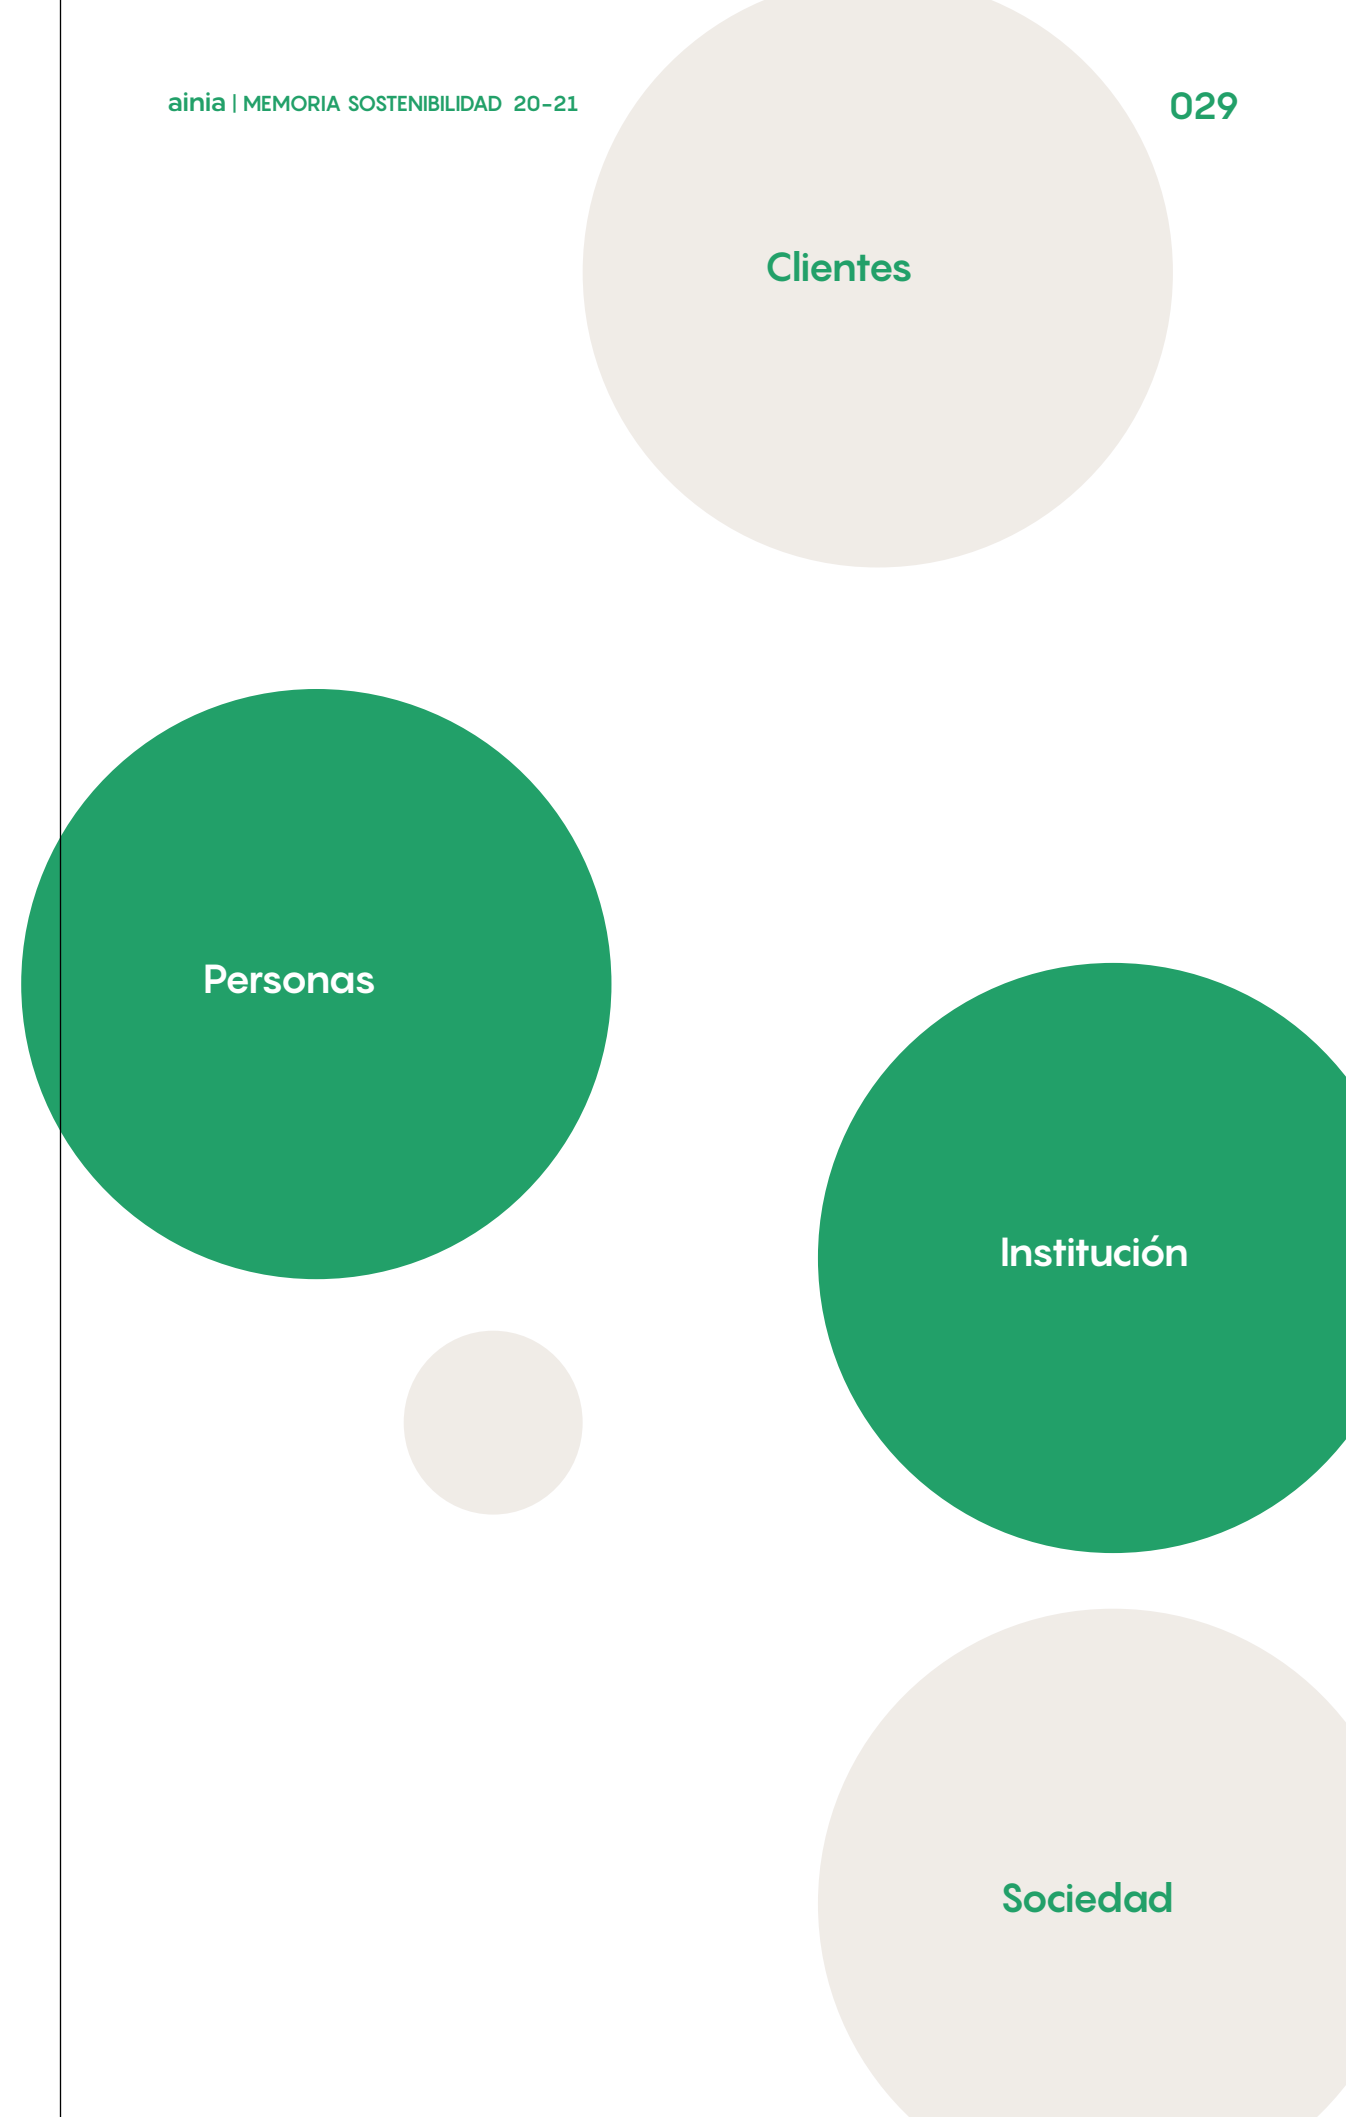 ainia | MEMORIA SOSTENIBILIDAD 20-21
029
Clientes
Personas
Institución
Sociedad